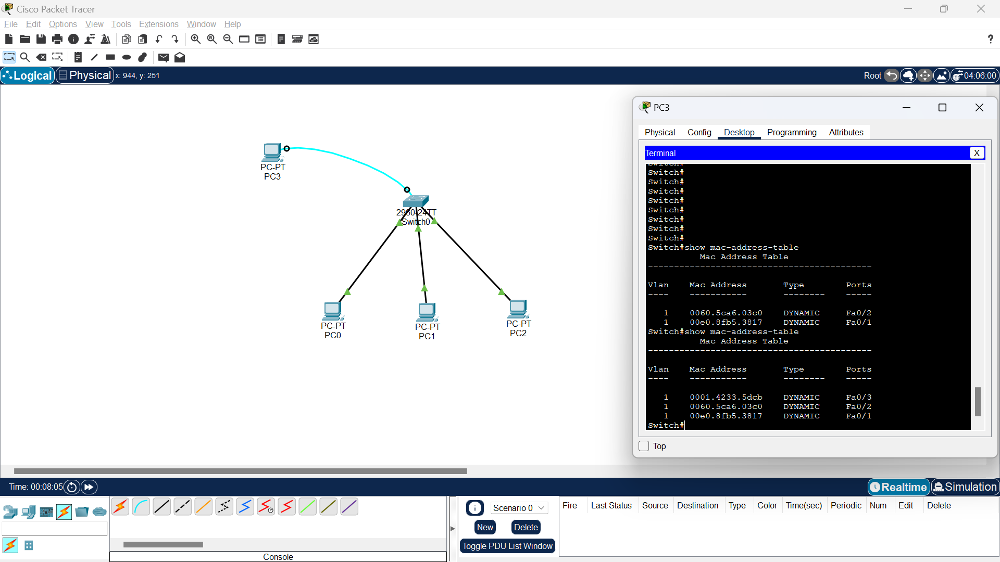 Cisco Packet Tracer
File Edit Options View Tools Extensions Window Help
?
Logical Physical x: 944, y: 251 Root 04:06:00
PC3
Physical Config Desktop Programming Attributes
Terminal X
Switch#
Switch#
Switch#
Switch#
Switch#
Switch#
Switch#
Switch#
Switch#
Switch#show mac-address-table
Mac Address Table
-------------------------------------------
Vlan Mac Address Type Ports
---- ----------- -------- -----
1 0060.5ca6.03c0 DYNAMIC Fa0/2
1 00e0.8fb5.3817 DYNAMIC Fa0/1
Switch#show mac-address-table
Mac Address Table
-------------------------------------------
Vlan Mac Address Type Ports
---- ----------- -------- -----
1 0001.4233.5dcb DYNAMIC Fa0/3
1 0060.5ca6.03c0 DYNAMIC Fa0/2
1 00e0.8fb5.3817 DYNAMIC Fa0/1
Switch#
Top
PC-PT
PC3
2960-24TT
Switch0
PC-PT
PC0
PC-PT
PC1
PC-PT
PC2
Time: 00:08:05 Realtime Simulation
Scenario 0
New Delete
Toggle PDU List Window
Fire Last Status Source Destination Type Color Time(sec) Periodic Num Edit Delete
Console